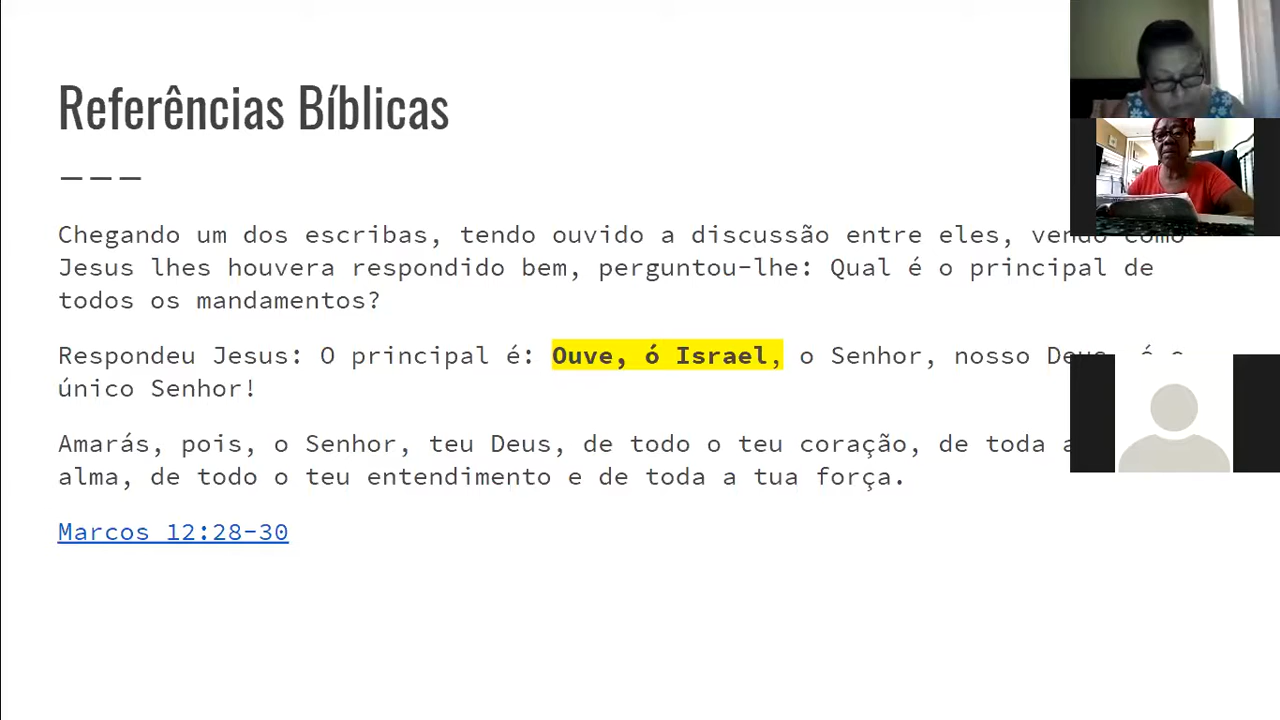 Referências Bíblicas
Chegando um dos escribas, tendo ouvido a discussão entre eles, vendo como
Jesus lhes houvera respondido bem, perguntou-lhe: Qual é o principal de
todos os mandamentos?
Respondeu Jesus: O principal é: Ouve, ó Israel, o Senhor, nosso Deus, é o
único Senhor!
Amarás, pois, o Senhor, teu Deus, de todo o teu coração, de toda a
alma, de todo o teu entendimento e de toda a tua força.
Marcos 12:28-30